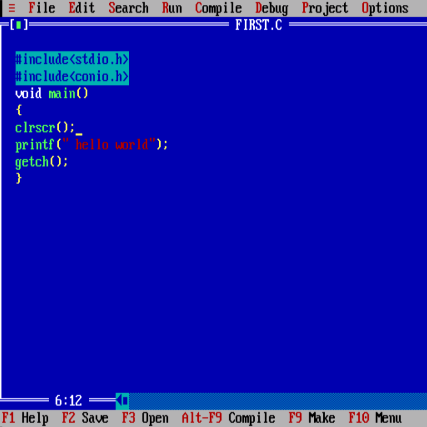 ≡ File Edit Search Run Compile Debug Project Options
[■] FIRST.C
#include<stdio.h>
#include<conio.h>
void main()
{
clrscr();_
printf(" hello world");
getch();
}
6:12
F1 Help F2 Save F3 Open Alt-F9 Compile F9 Make F10 Menu